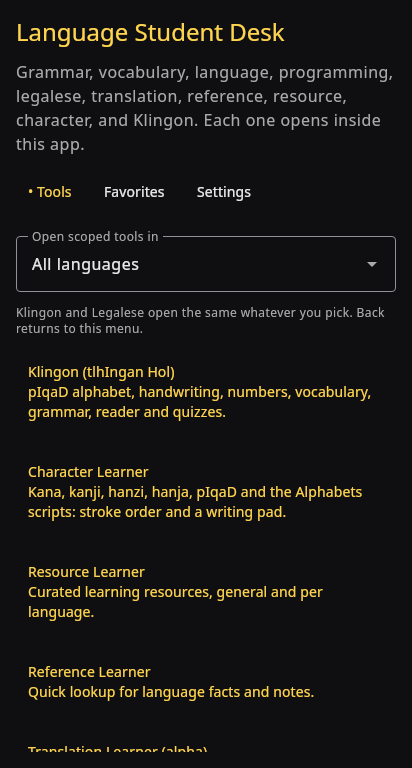 Language Student Desk
Grammar, vocabulary, language, programming,
legalese, translation, reference, resource,
character, and Klingon. Each one opens inside
this app.
• Tools
Favorites
Settings
Open scoped tools in
All languages
Klingon and Legalese open the same whatever you pick. Back
returns to this menu.
Klingon (tlhIngan Hol)
pIqaD alphabet, handwriting, numbers, vocabulary,
grammar, reader and quizzes.
Character Learner
Kana, kanji, hanzi, hanja, pIqaD and the Alphabets
scripts: stroke order and a writing pad.
Resource Learner
Curated learning resources, general and per
language.
Reference Learner
Quick lookup for language facts and notes.
Translation Learner (alpha)